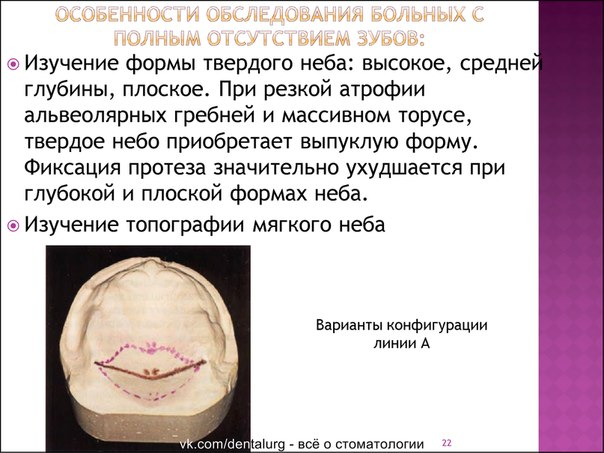 ОСОБЕННОСТИ ОБСЛЕДОВАНИЯ БОЛЬНЫХ С
ПОЛНЫМ ОТСУТСТВИЕМ ЗУБОВ:
Изучение формы твердого неба: высокое, средней
глубины, плоское. При резкой атрофии
альвеолярных гребней и массивном торусе,
твердое небо приобретает выпуклую форму.
Фиксация протеза значительно ухудшается при
глубокой и плоской формах неба.
Изучение топографии мягкого неба
Варианты конфигурации
линии А
vk.com/dentalurg - всё о стоматологии
22